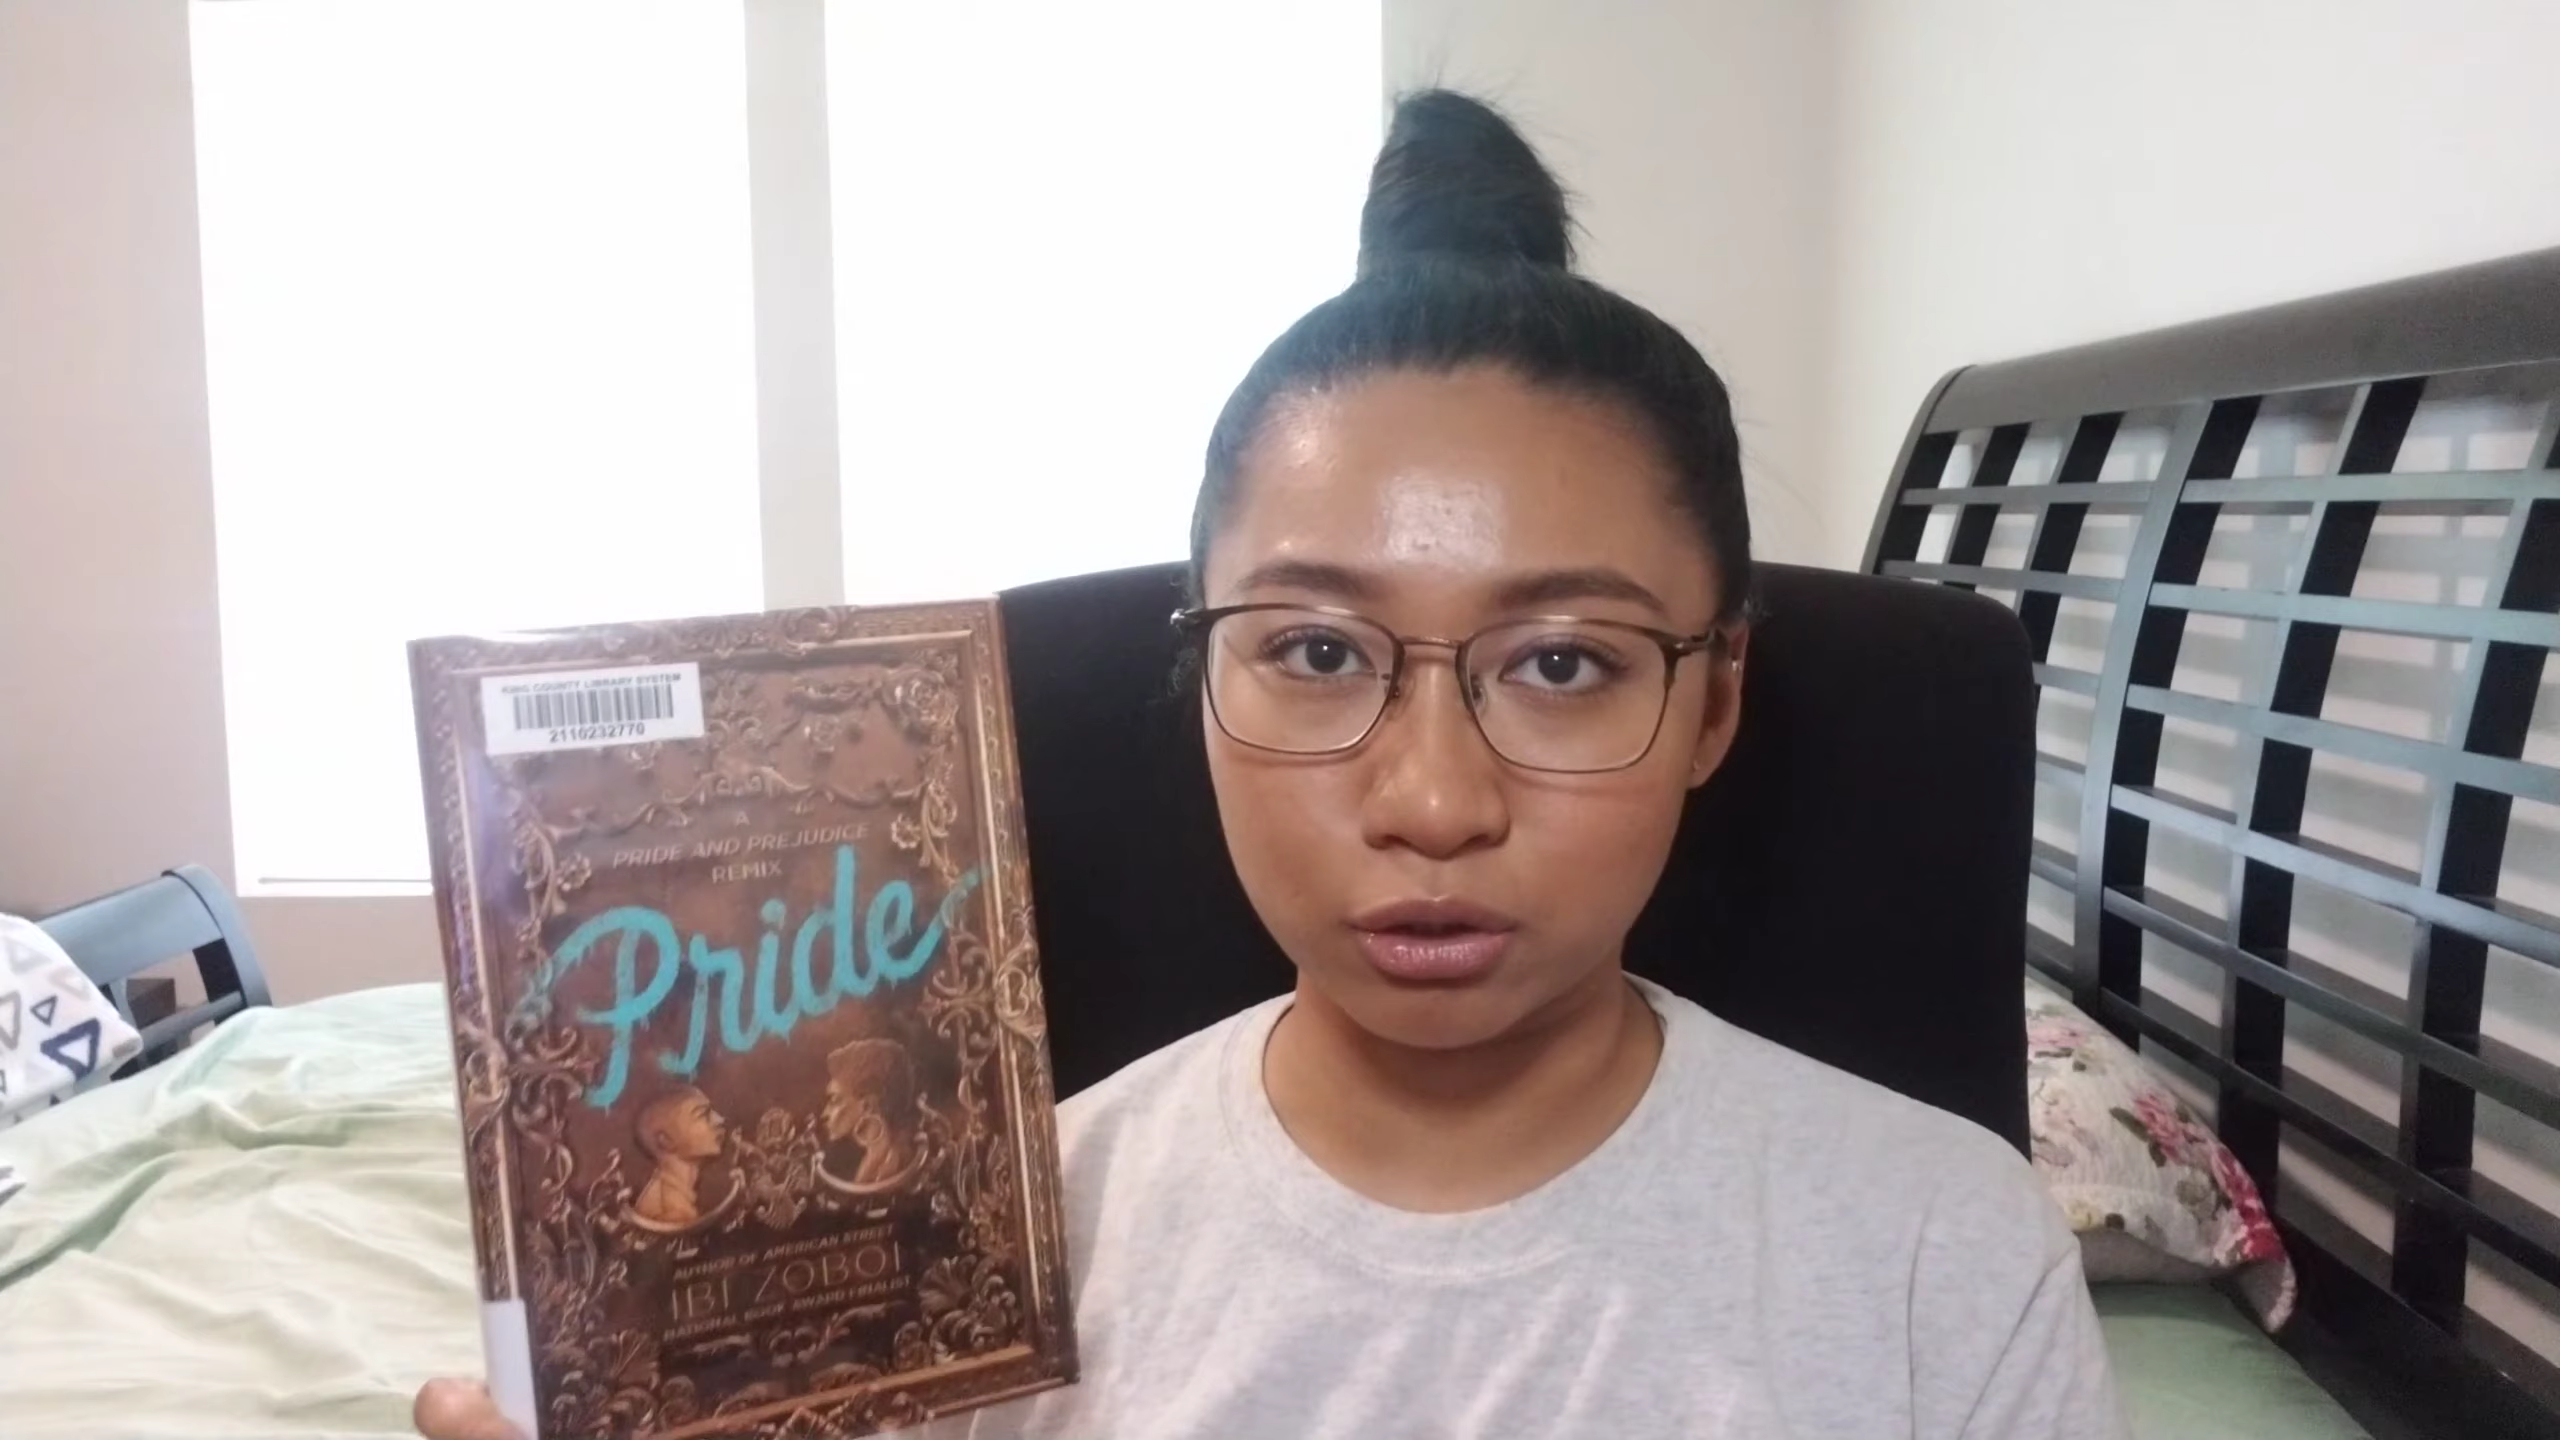 KING COUNTY LIBRARY SYSTEM
2110232770
A
PRIDE AND PREJUDICE
REMIX
Pride
AUTHOR OF AMERICAN STREET
IBI ZOBOI
NATIONAL BOOK AWARD FINALIST